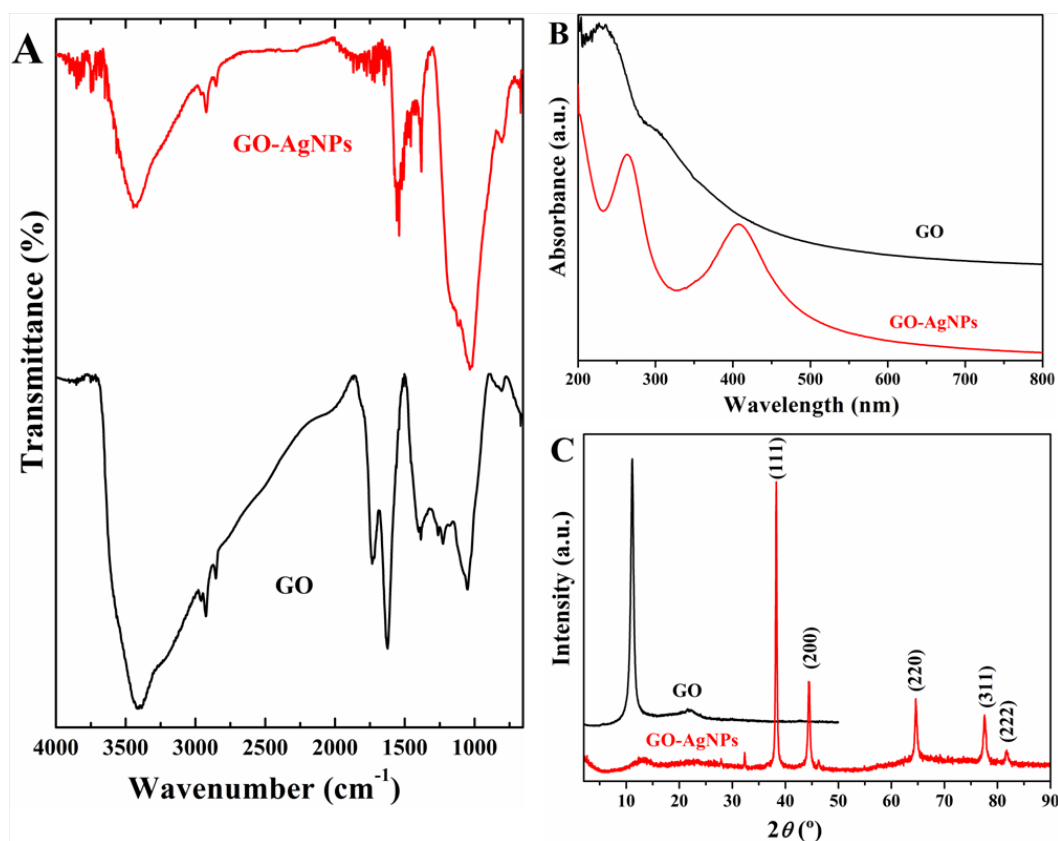 A
GO-AgNPs
GO
Transmittance (%)
4000 3500 3000 2500 2000 1500 1000
Wavenumber (cm⁻¹)
B
GO
GO-AgNPs
Absorbance (a.u.)
200 300 400 500 600 700 800
Wavelength (nm)
C
(111)
(200)
(220)
(311)
(222)
GO
GO-AgNPs
Intensity (a.u.)
10 20 30 40 50 60 70 80 90
2θ (º)